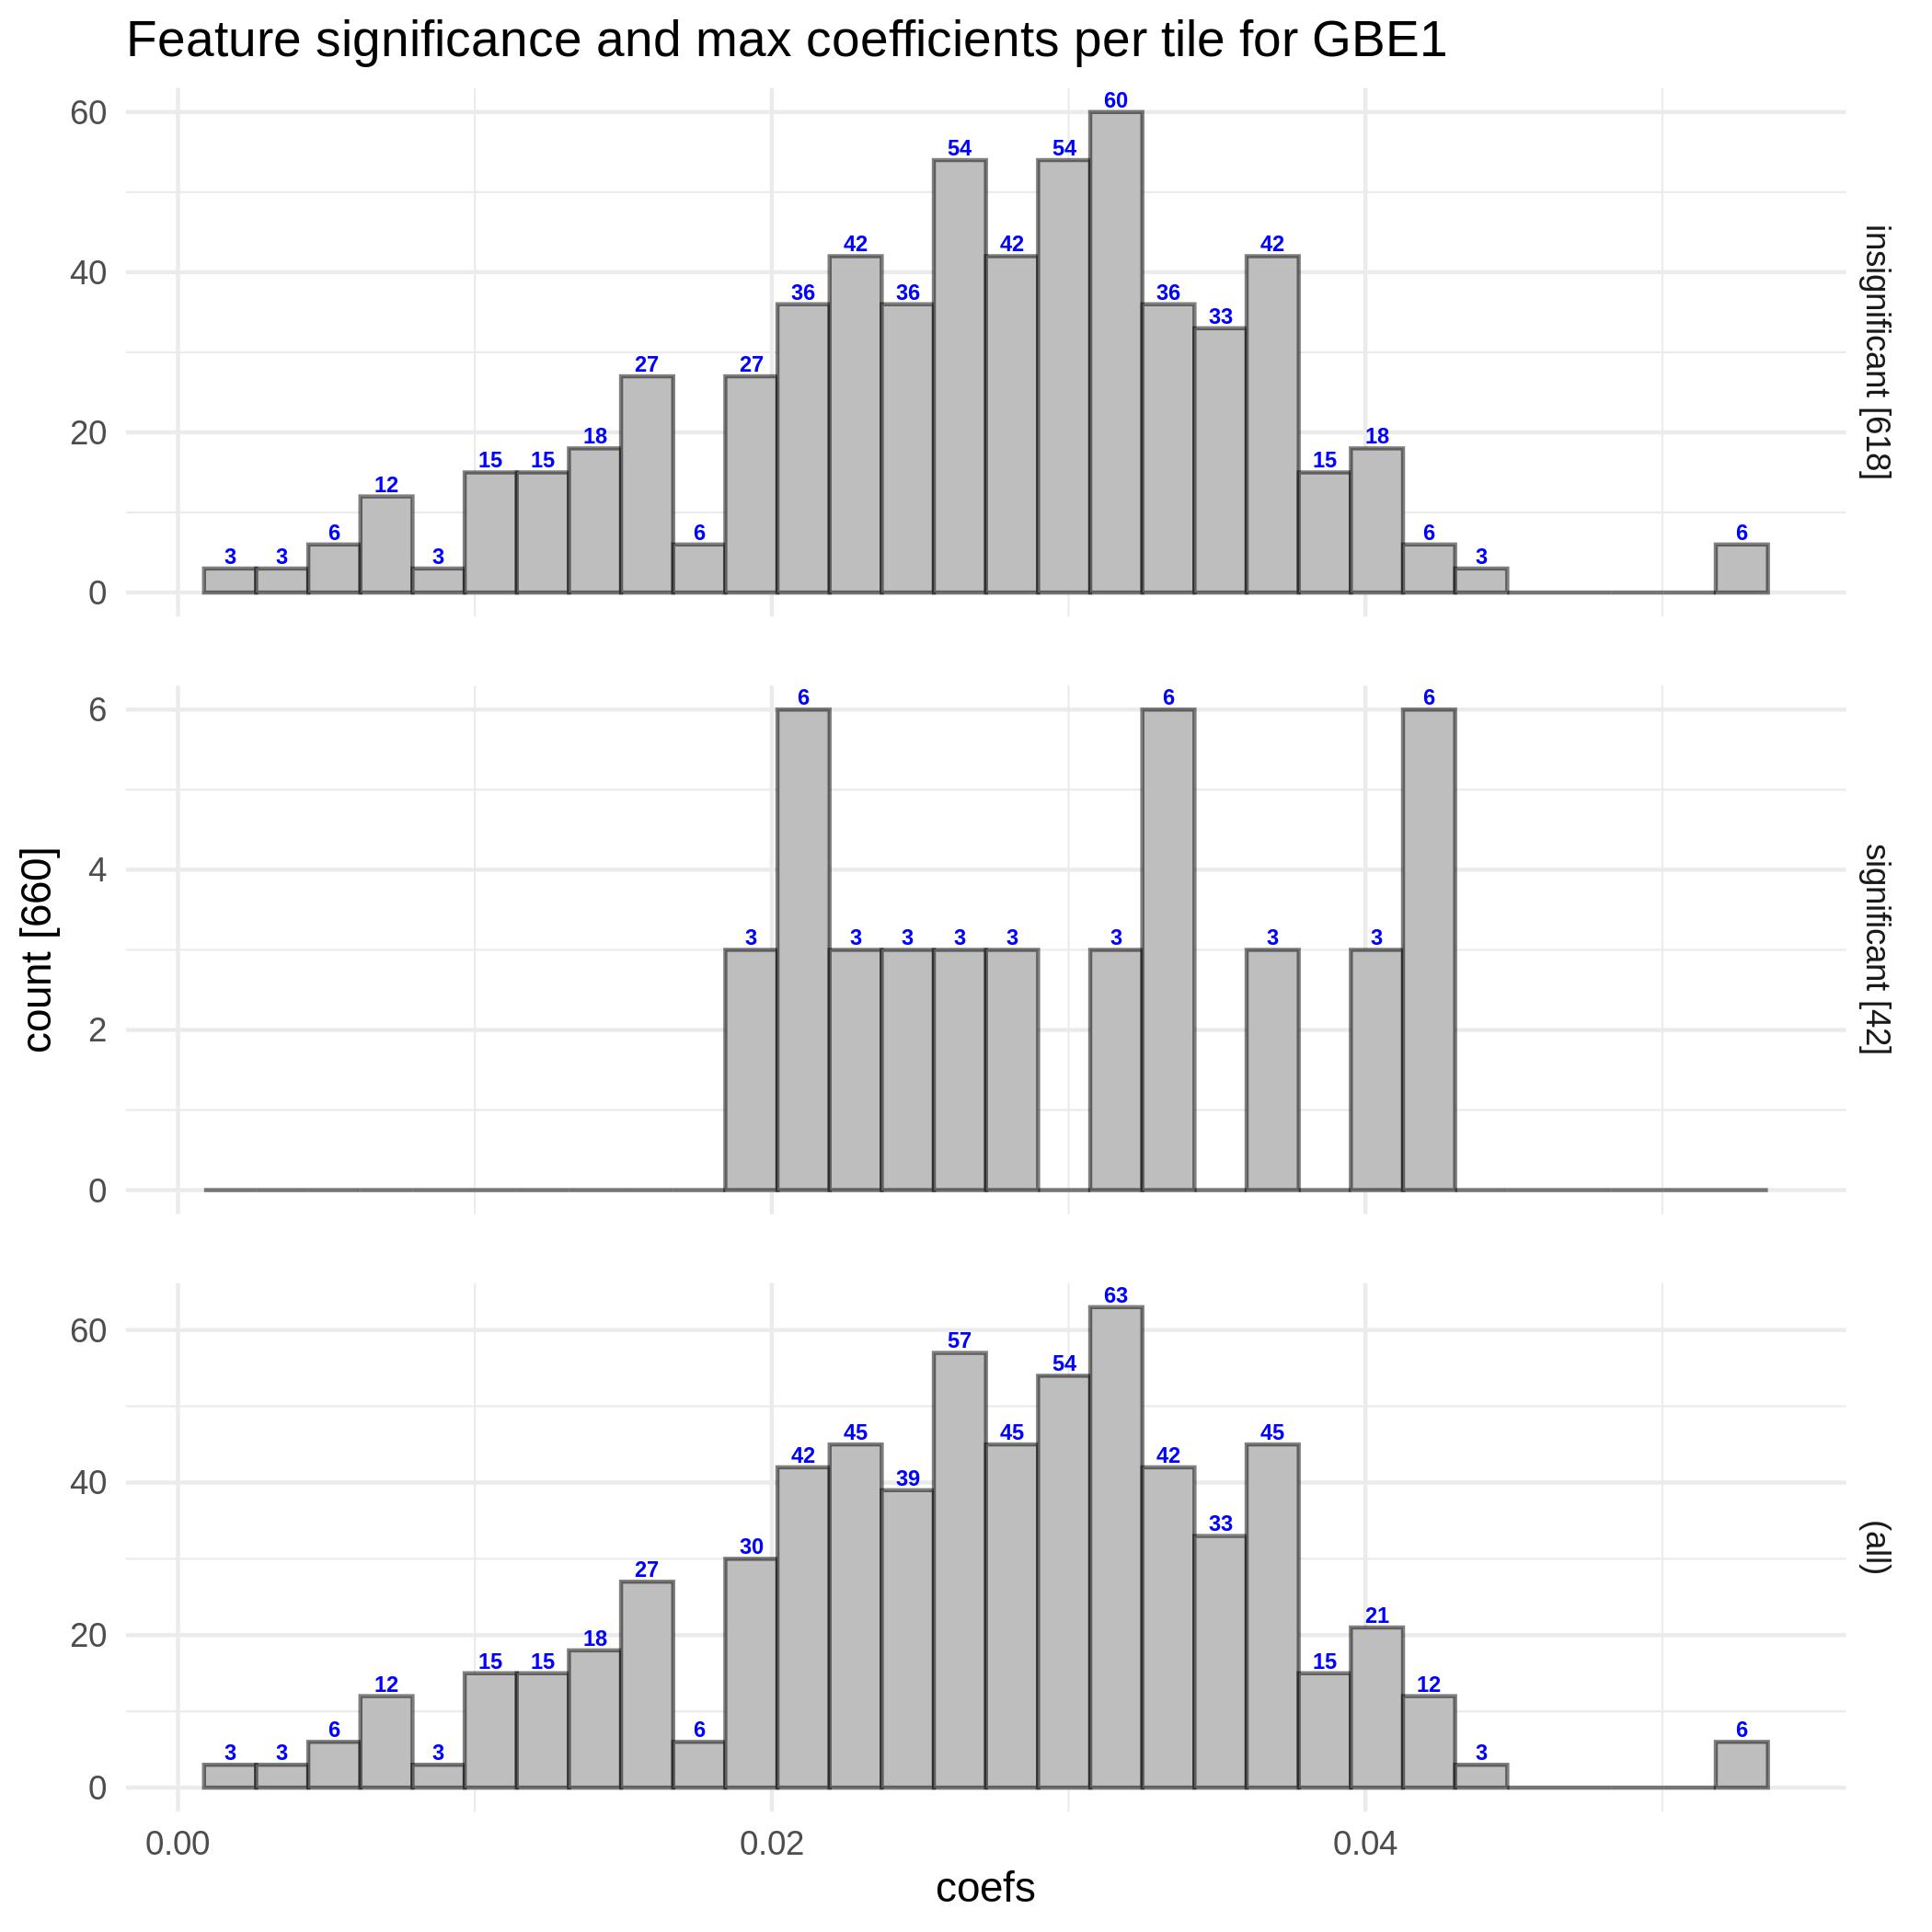 Feature significance and max coefficients per tile for GBE1
60
40
20
0
3 3 6 12 3 15 15 18 27 6 27 36 42 36 54 42 54 60 36 33 42 15 18 6 3 6
insignificant [618]
count [660]
6
4
2
0
3 6 3 3 3 3 3 6 3 3 6
significant [42]
60
40
20
0
3 3 6 12 3 15 15 18 27 6 30 42 45 39 57 45 54 63 42 33 45 15 21 12 3 6
(all)
0.00 0.02 0.04
coefs